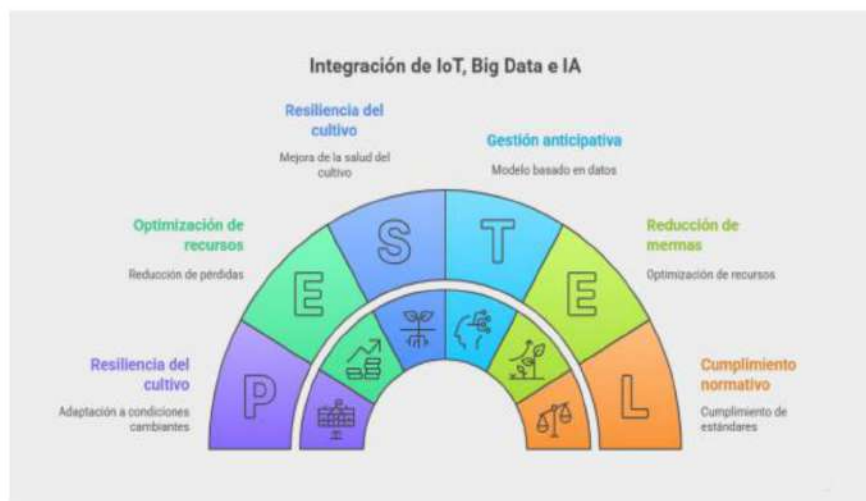 Integración de IoT, Big Data e IA
Resiliencia del
cultivo
Mejora de la salud del
cultivo
Gestión anticipativa
Modelo basado en datos
Optimización de
recursos
Reducción de pérdidas
Reducción de
mermas
Optimización de recursos
Resiliencia del
cultivo
Adaptación a condiciones
cambiantes
Cumplimiento
normativo
Cumplimiento de
estándares
P
E
S
T
E
L